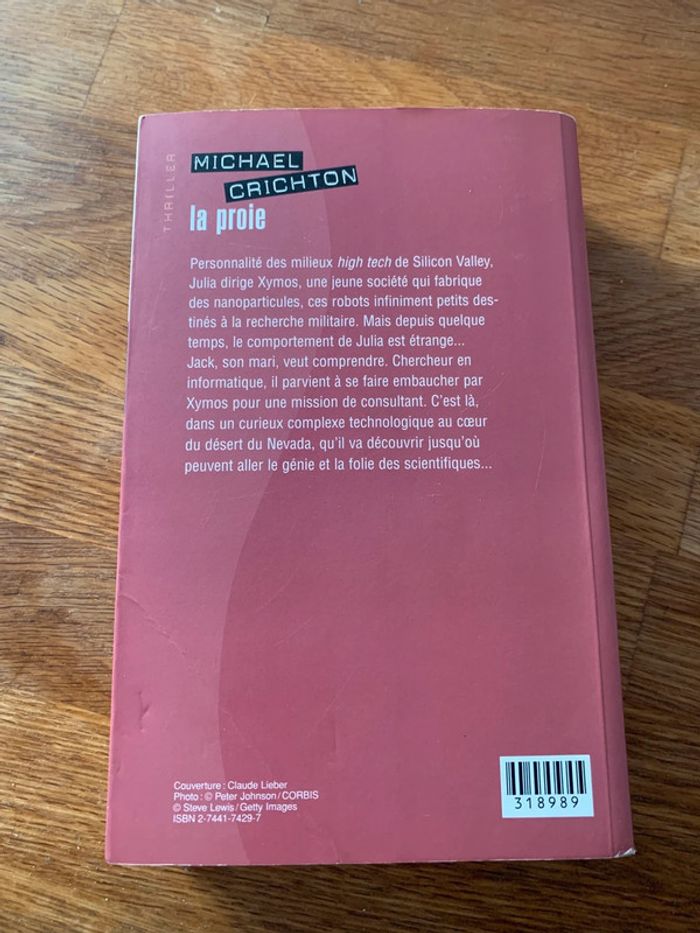 THRILLER
MICHAEL
CRICHTON
la proie
Personnalité des milieux high tech de Silicon Valley,
Julia dirige Xymos, une jeune société qui fabrique
des nanoparticules, ces robots infiniment petits des-
tinés à la recherche militaire. Mais depuis quelque
temps, le comportement de Julia est étrange...
Jack, son mari, veut comprendre. Chercheur en
informatique, il parvient à se faire embaucher par
Xymos pour une mission de consultant. C'est là,
dans un curieux complexe technologique au cœur
du désert du Nevada, qu'il va découvrir jusqu'où
peuvent aller le génie et la folie des scientifiques...
Couverture : Claude Lieber
Photo : © Peter Johnson / CORBIS
© Steve Lewis / Getty Images
ISBN 2-7441-7429-7
318989